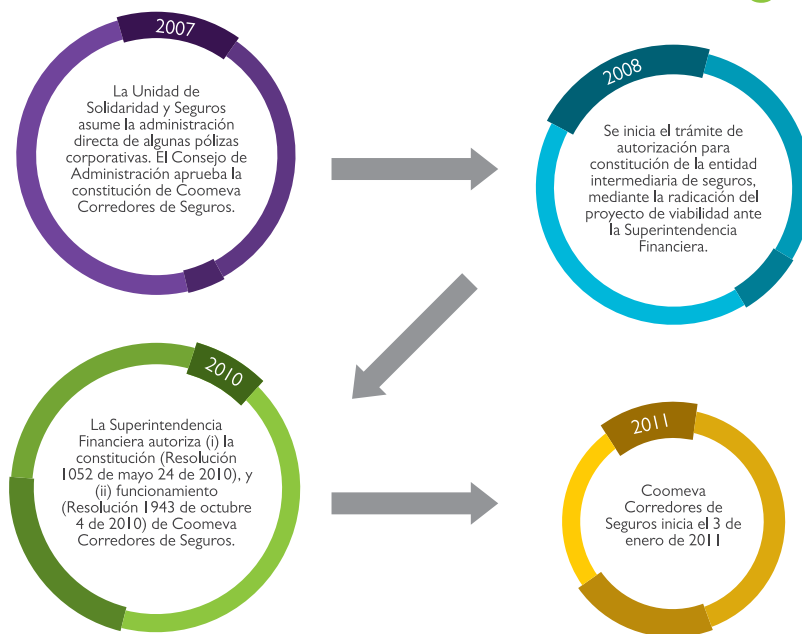 2007
La Unidad de
Solidaridad y Seguros
asume la administración
directa de algunas pólizas
corporativas. El Consejo de
Administración aprueba la
constitución de Coomeva
Corredores de Seguros.
2008
Se inicia el trámite de
autorización para
constitución de la entidad
intermediaria de seguros,
mediante la radicación del
proyecto de viabilidad ante
la Superintendencia
Financiera.
2010
La Superintendencia
Financiera autoriza (i) la
constitución (Resolución
1052 de mayo 24 de 2010), y
(ii) funcionamiento
(Resolución 1943 de octubre
4 de 2010) de Coomeva
Corredores de Seguros.
2011
Coomeva
Corredores de
Seguros inicia el 3 de
enero de 2011